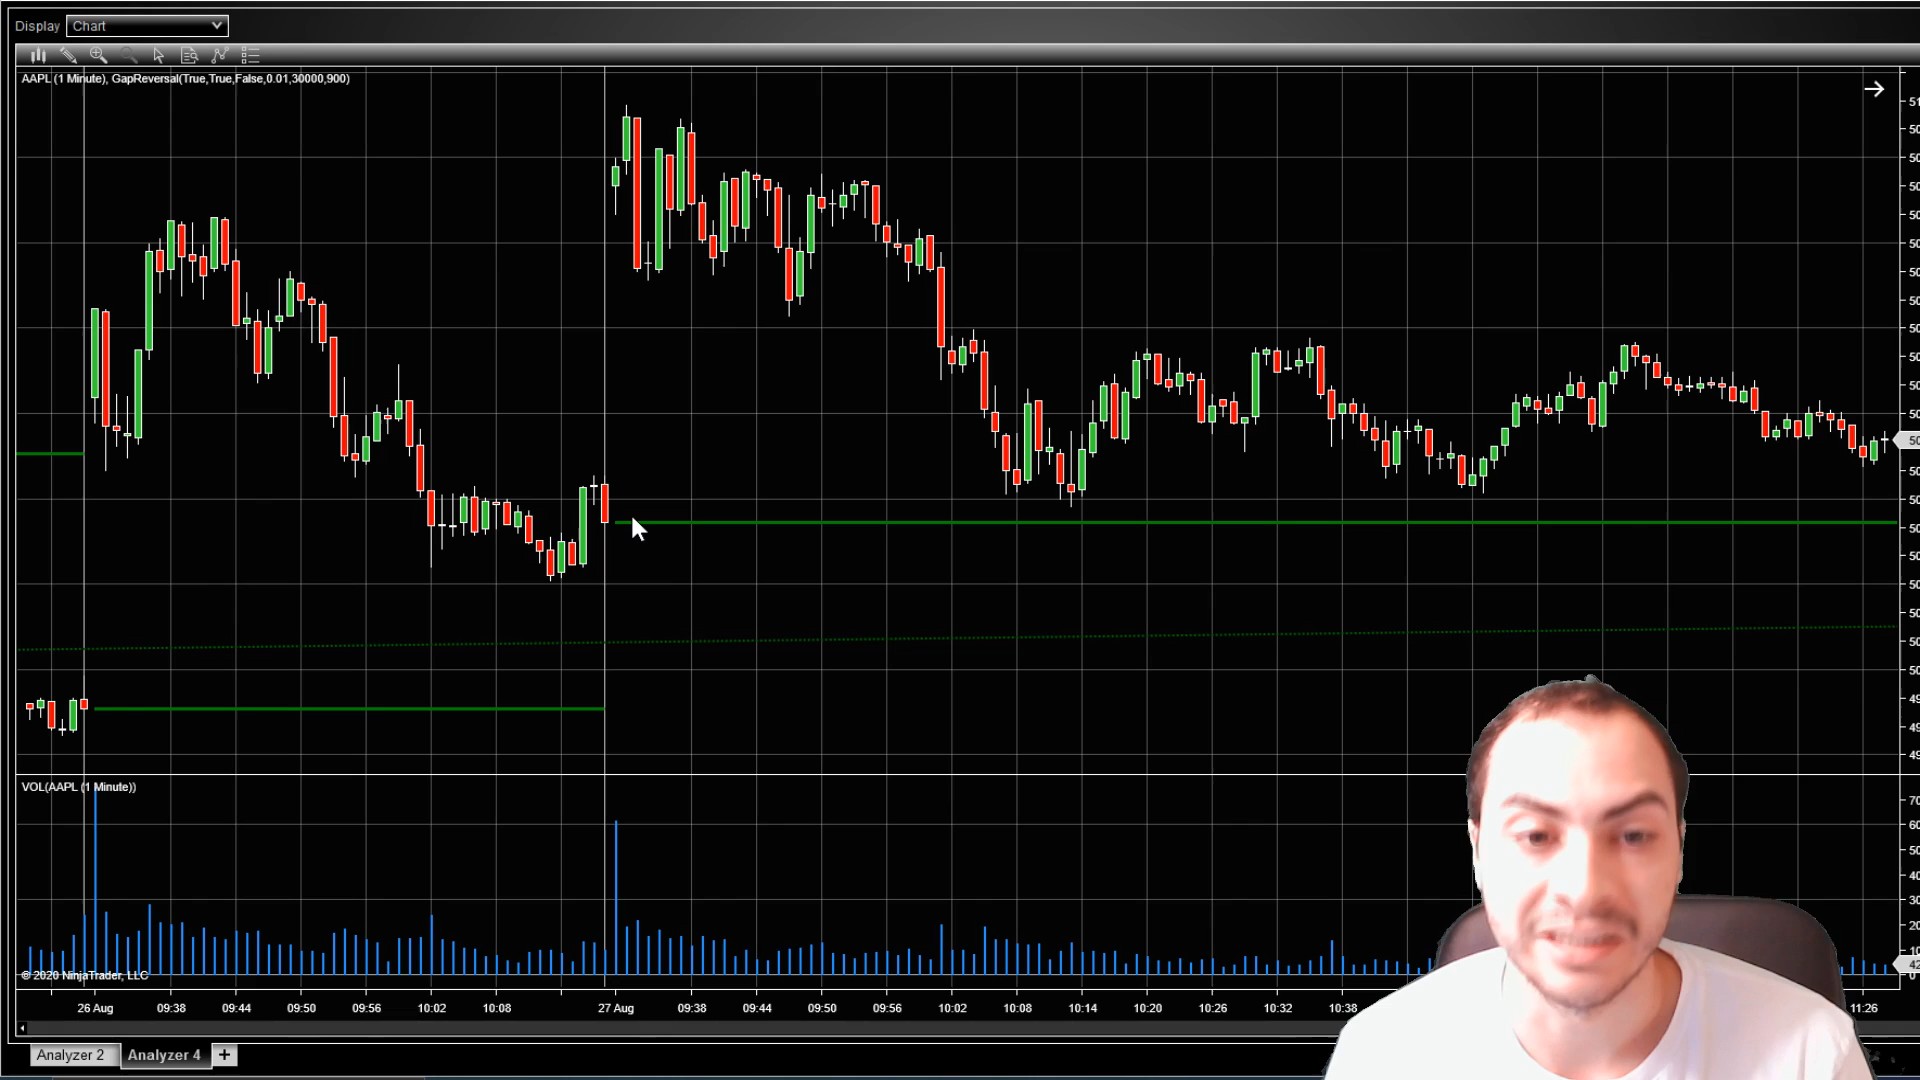 Display Chart
AAPL (1 Minute), GapReversal(True,True,False,0.01,30000,900)
VOL(AAPL (1 Minute))
© 2020 NinjaTrader, LLC
26 Aug 09:38 09:44 09:50 09:56 10:02 10:08 27 Aug 09:38 09:44 09:50 09:56 10:02 10:08 10:14 10:20 10:26 10:32 10:38 11:26
Analyzer 2 Analyzer 4 +